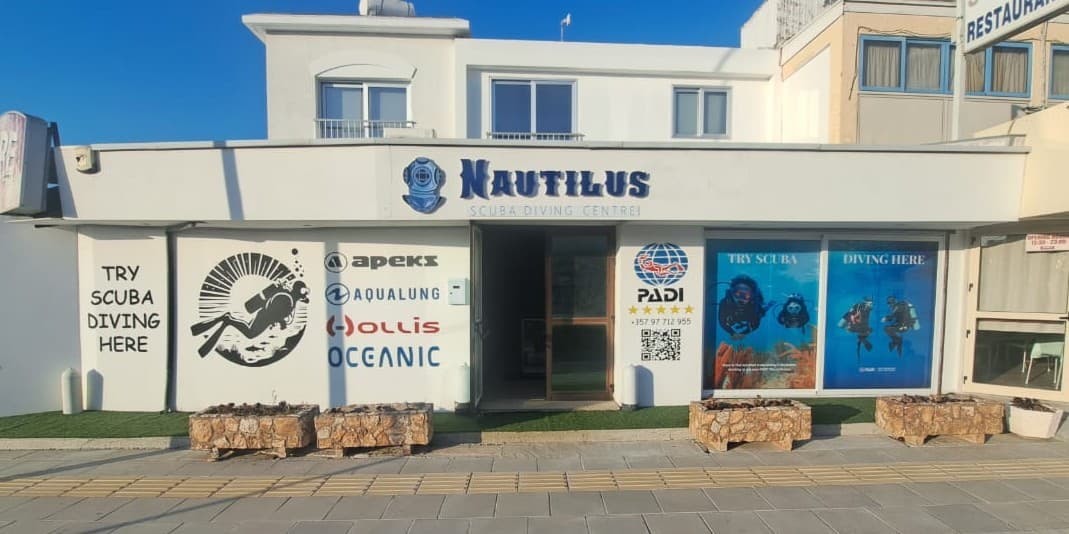 RESTAURAN
NAUTILUS
SCUBA DIVING CENTRE
TRY
SCUBA
DIVING
HERE
apeks
AQUALUNG
HOLLIS
OCEANIC
PADI
+357 97 712 955
TRY SCUBA
DIVING HERE